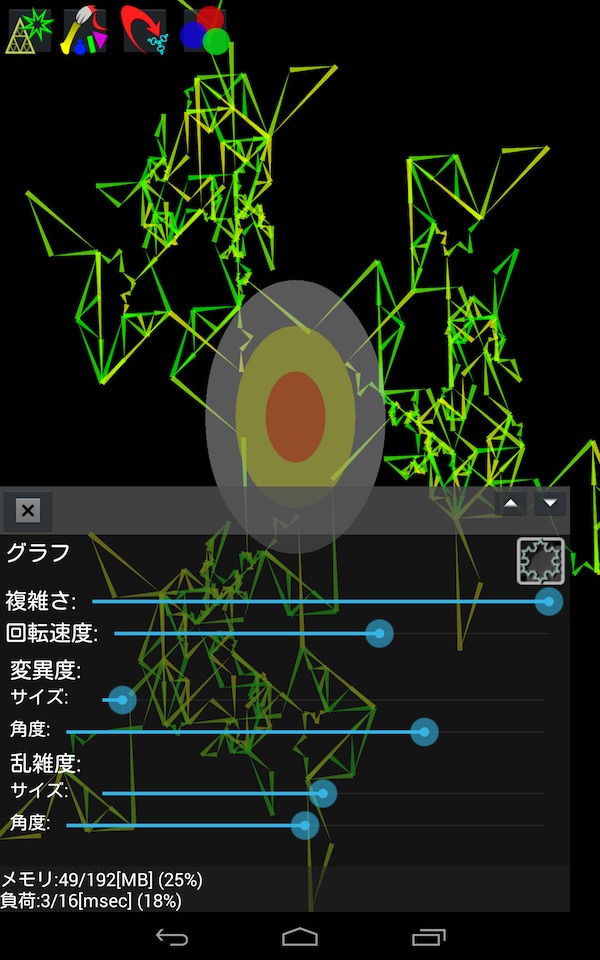 グラフ
複雑さ:
回転速度:
変異度:
サイズ:
角度:
乱雑度:
サイズ:
角度:
メモリ:49/192[MB] (25%)
負荷:3/16[msec] (18%)